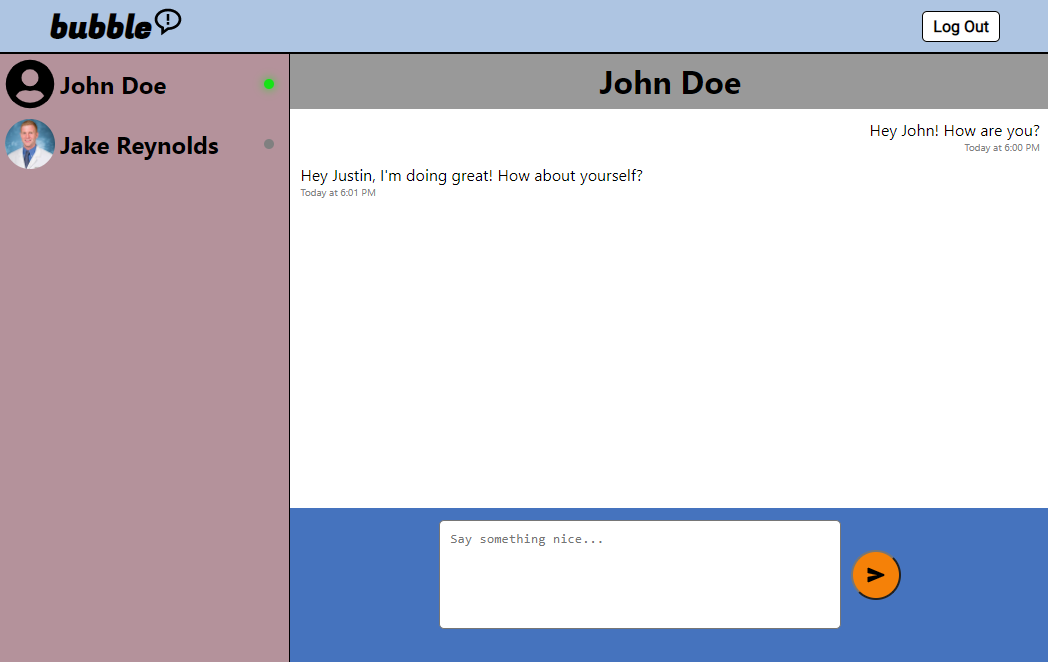 bubble
Log Out
John Doe
Jake Reynolds
John Doe
Hey John! How are you?
Today at 6:00 PM
Hey Justin, I'm doing great! How about yourself?
Today at 6:01 PM
Say something nice...